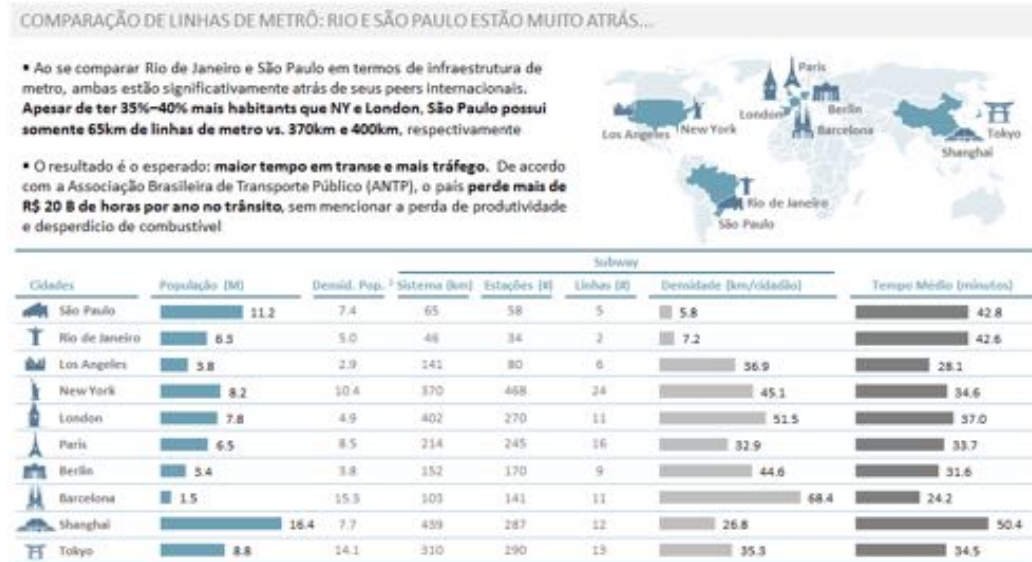 COMPARAÇÃO DE LINHAS DE METRÔ: RIO E SÃO PAULO ESTÃO MUITO ATRÁS...
▪ Ao se comparar Rio de Janeiro e São Paulo em termos de infraestrutura de
metro, ambas estão significativamente atrás de seus peers internacionais.
Apesar de ter 35%–40% mais habitants que NY e London, São Paulo possui
somente 65km de linhas de metro vs. 370km e 400km, respectivamente
▪ O resultado é o esperado: maior tempo em transe e mais tráfego. De acordo
com a Associação Brasileira de Transporte Público (ANTP), o país perde mais de
R$ 20 B de horas por ano no trânsito, sem mencionar a perda de produtividade
e desperdício de combustível
Paris
London
Berlin
Los Angeles
New York
Barcelona
Tokyo
Shanghai
Rio de Janeiro
São Paulo
Subway
Cidades População (M) Densid. Pop. Sistema (km) Estações (#) Linhas (#) Densidade (km/cidadão) Tempo Médio (minutos)
São Paulo 11.2 7.4 65 58 5 5.8 42.8
Rio de Janeiro 6.3 5.0 46 34 2 7.2 42.6
Los Angeles 3.8 2.9 141 80 6 36.9 28.1
New York 8.2 10.4 370 468 24 45.1 34.6
London 7.8 4.9 402 270 11 51.5 37.0
Paris 6.5 8.5 214 245 16 32.9 33.7
Berlin 3.4 3.8 152 170 9 44.6 31.6
Barcelona 1.5 15.3 103 141 11 68.4 24.2
Shanghai 16.4 7.7 439 287 12 26.8 50.4
Tokyo 8.8 14.1 310 290 13 35.3 34.5